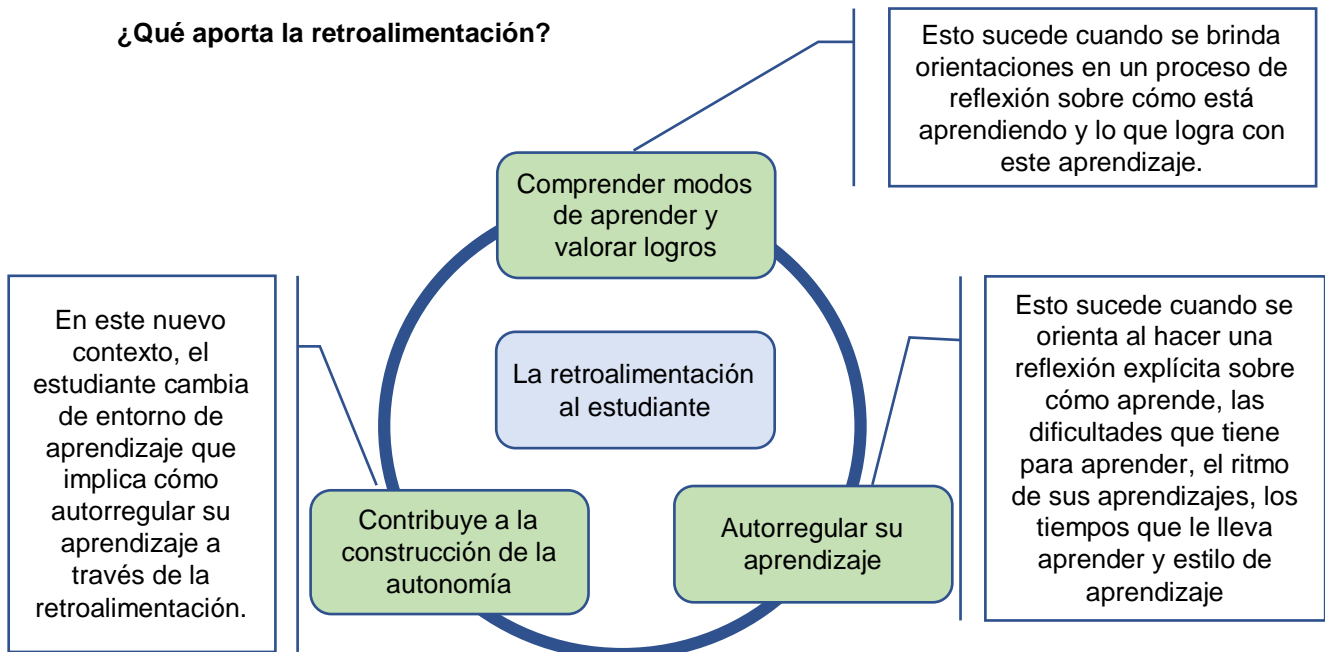 ¿Qué aporta la retroalimentación?
Esto sucede cuando se brinda
orientaciones en un proceso de
reflexión sobre cómo está
aprendiendo y lo que logra con
este aprendizaje.
Comprender modos
de aprender y
valorar logros
En este nuevo
contexto, el
estudiante cambia
de entorno de
aprendizaje que
implica cómo
autorregular su
aprendizaje a
través de la
retroalimentación.
La retroalimentación
al estudiante
Esto sucede cuando se
orienta al hacer una
reflexión explícita sobre
cómo aprende, las
dificultades que tiene
para aprender, el ritmo
de sus aprendizajes, los
tiempos que le lleva
aprender y estilo de
aprendizaje
Contribuye a la
construcción de la
autonomía
Autorregular su
aprendizaje